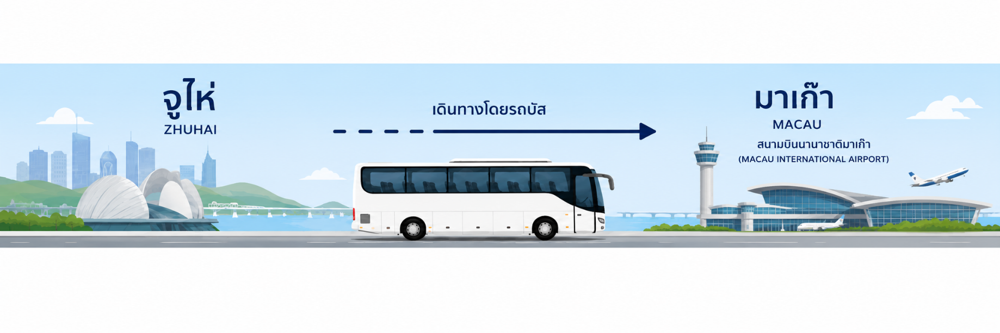 จูไห่
ZHUHAI
เดินทางโดยรถบัส
มาเก๊า
MACAU
สนามบินนานาชาติมาเก๊า
(MACAU INTERNATIONAL AIRPORT)